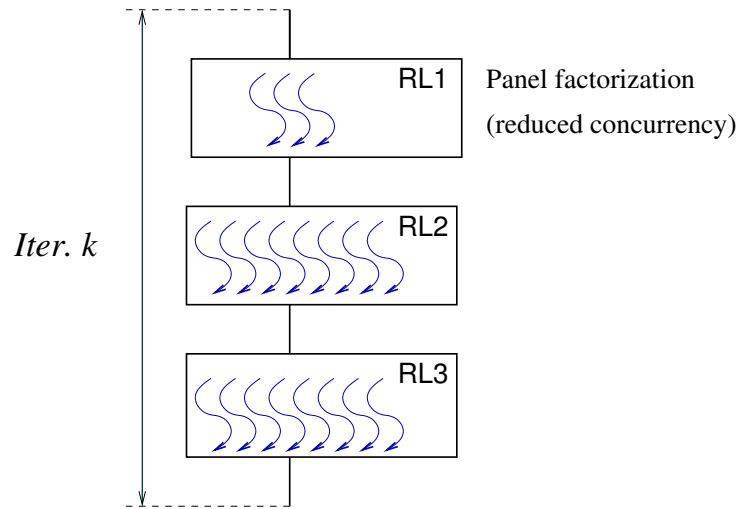 RL1
Panel factorization
(reduced concurrency)
RL2
Iter. k
RL3